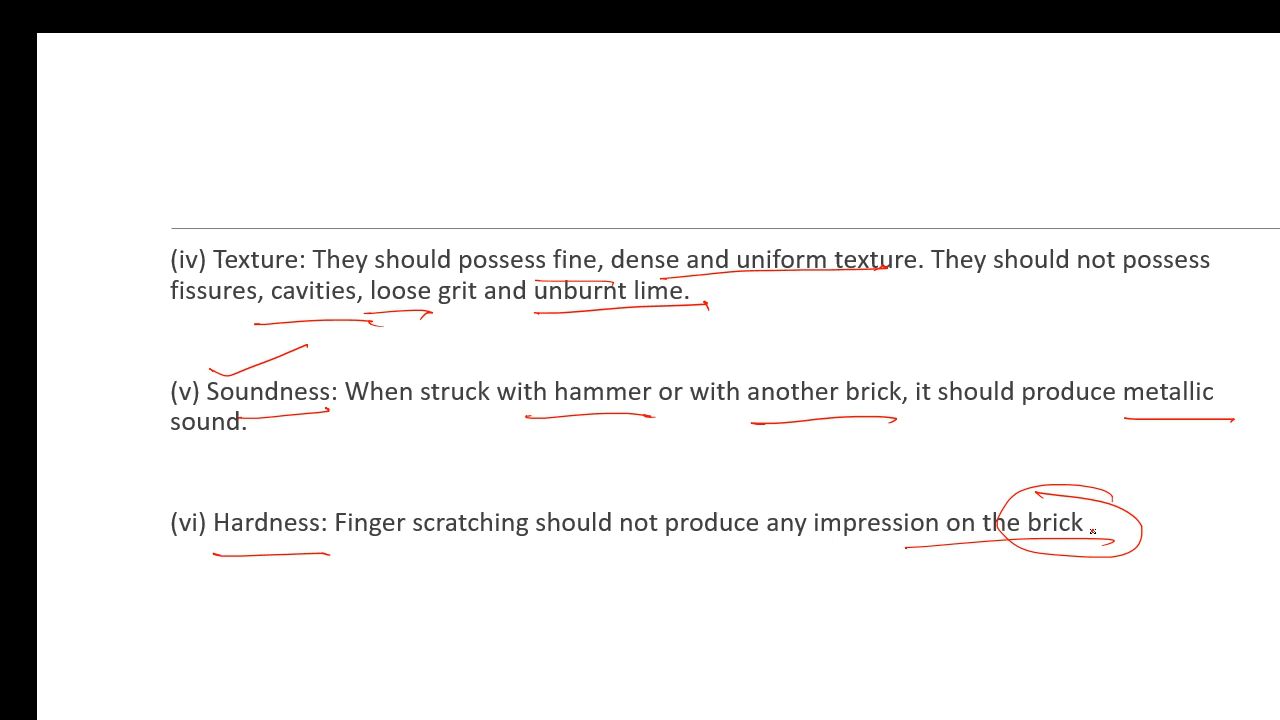 (iv) Texture: They should possess fine, dense and uniform texture. They should not possess
fissures, cavities, loose grit and unburnt lime.
(v) Soundness: When struck with hammer or with another brick, it should produce metallic
sound.
(vi) Hardness: Finger scratching should not produce any impression on the brick .